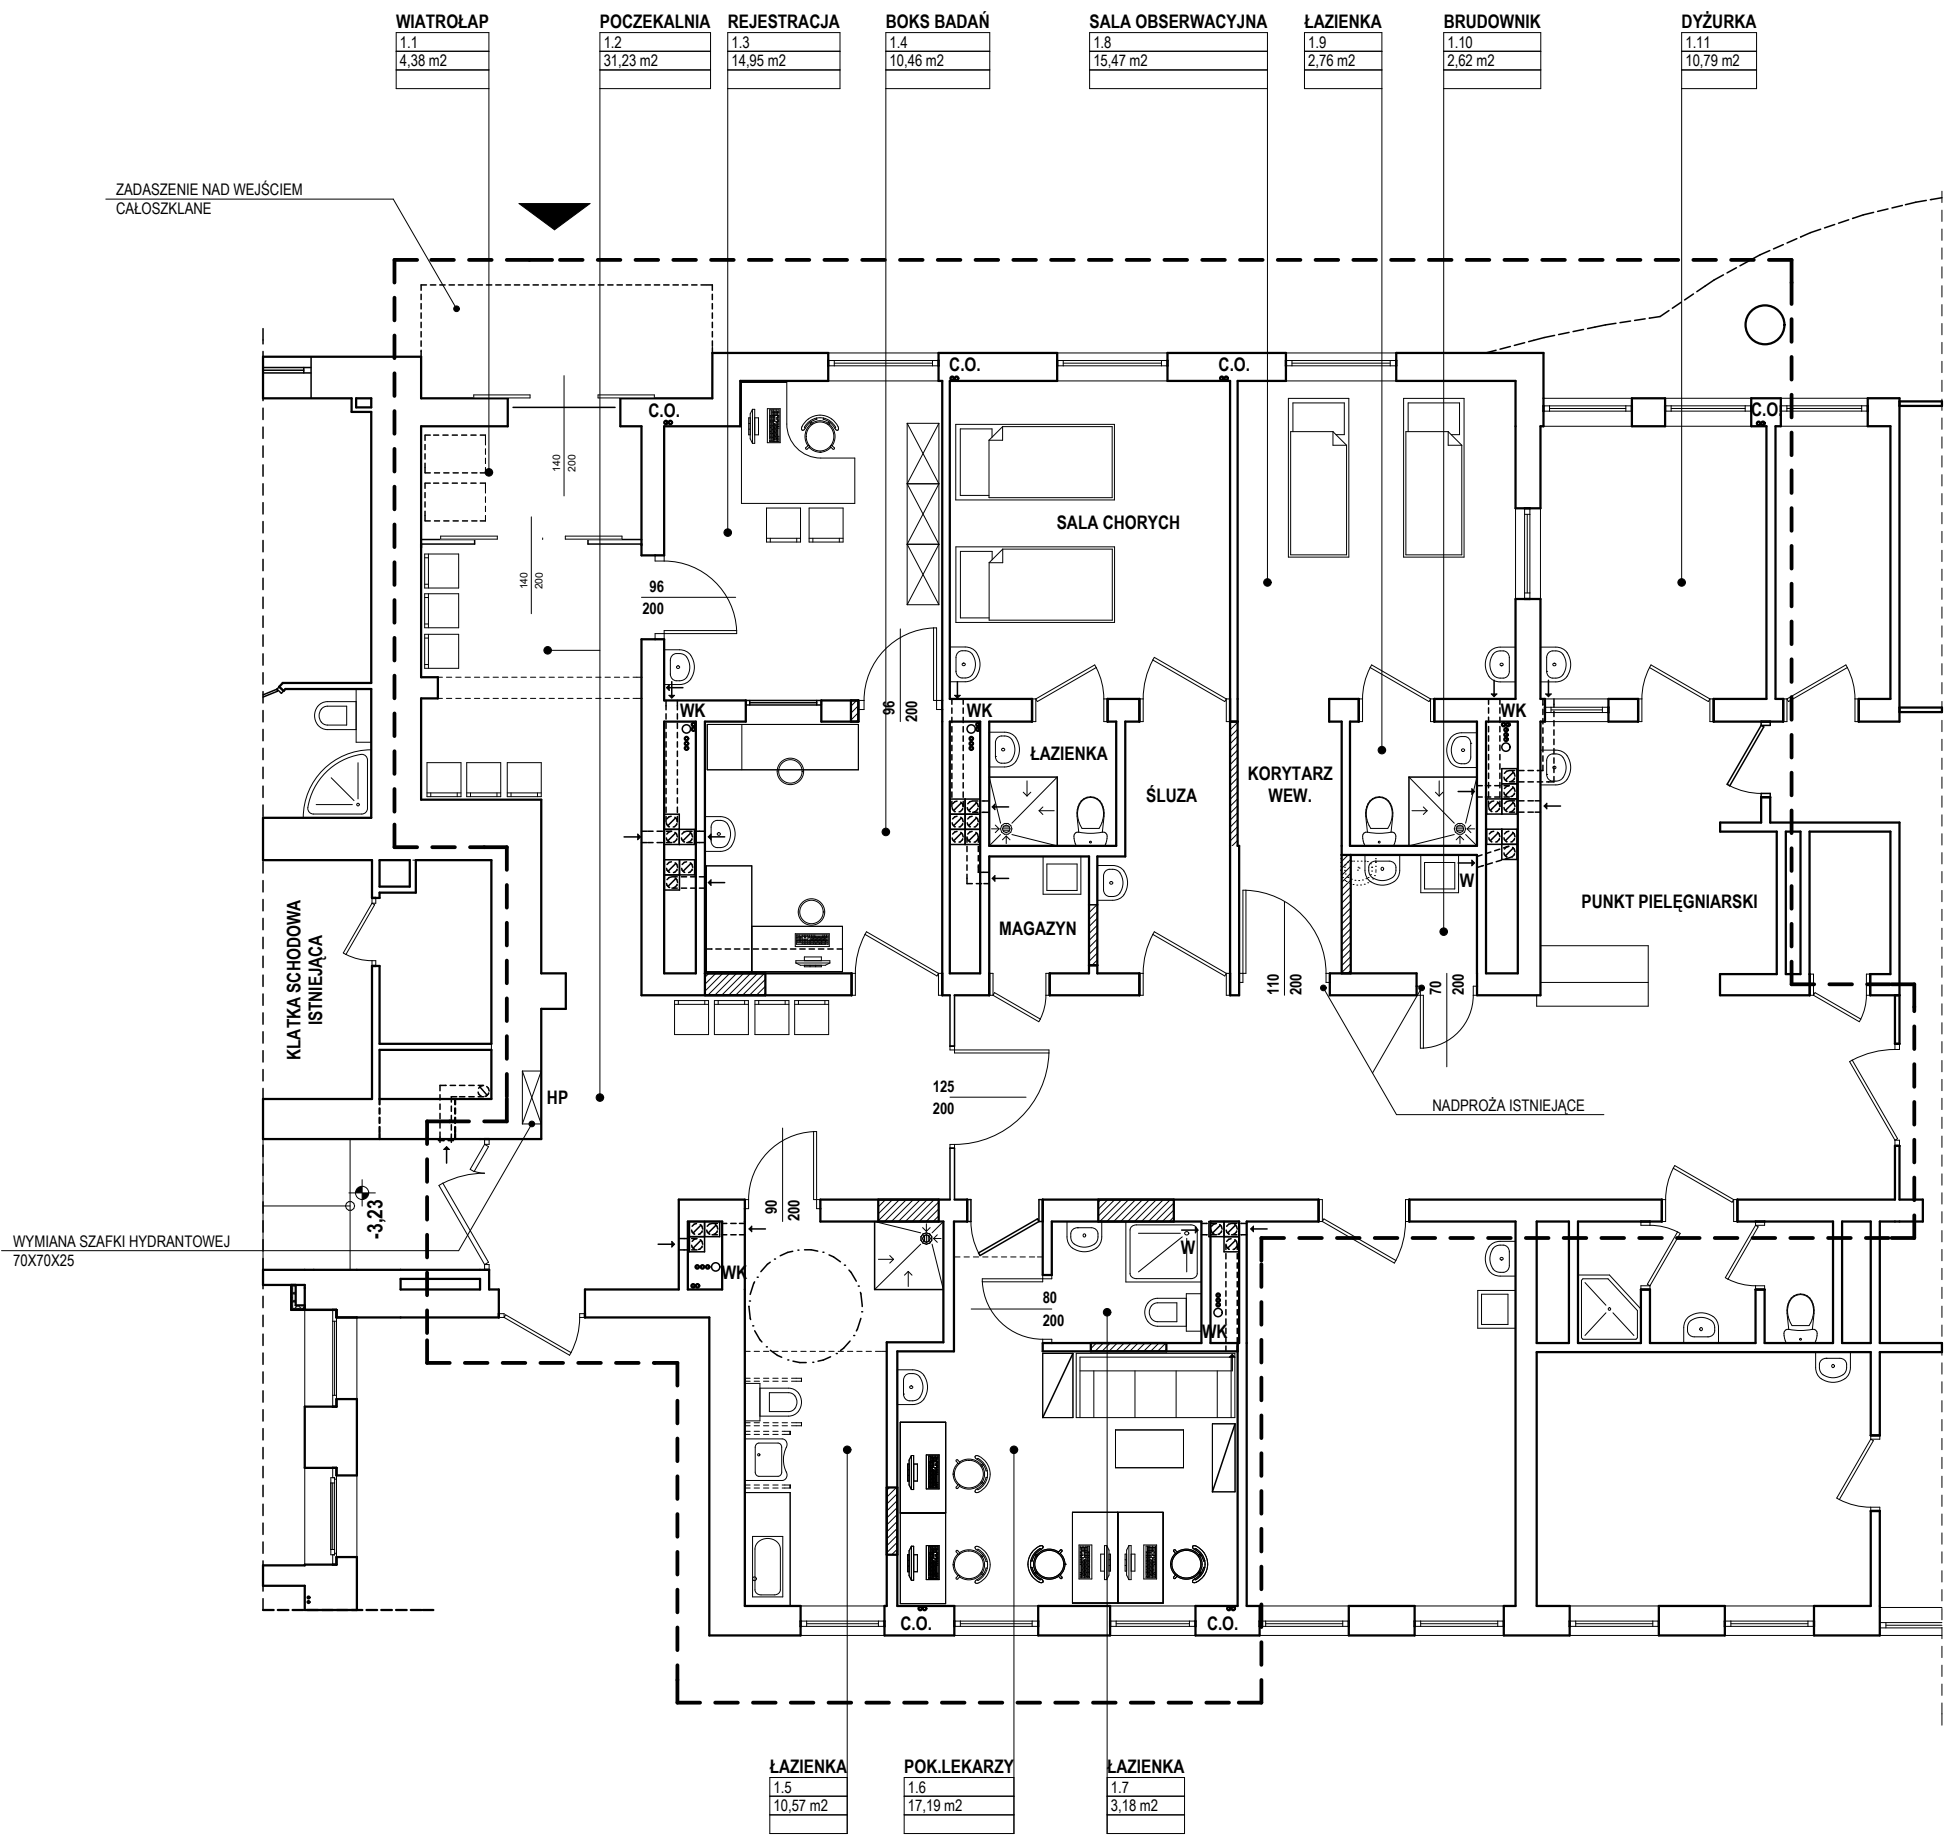 WIATROŁAP
1.1
4,38 m2
POCZEKALNIA
1.2
31,23 m2
REJESTRACJA
1.3
14,95 m2
BOKS BADAŃ
1.4
10,46 m2
SALA OBSERWACYJNA
1.8
15,47 m2
ŁAZIENKA
1.9
2,76 m2
BRUDOWNIK
1.10
2,62 m2
DYŻURKA
1.11
10,79 m2
ZADASZENIE NAD WEJŚCIEM
CAŁOSZKLANE
C.O.
C.O.
C.O.
C.O.
140
200
140
200
SALA CHORYCH
96
200
96
200
WK
WK
WK
ŁAZIENKA
ŚLUZA
KORYTARZ
WEW.
W
MAGAZYN
PUNKT PIELĘGNIARSKI
KLATKA SCHODOWA
ISTNIEJĄCA
110
200
70
200
HP
125
200
NADPROŻA ISTNIEJĄCE
90
200
-3,23
WYMIANA SZAFKI HYDRANTOWEJ
70X70X25
WK
W
80
200
WK
C.O.
C.O.
ŁAZIENKA
1.5
10,57 m2
POK.LEKARZY
1.6
17,19 m2
ŁAZIENKA
1.7
3,18 m2